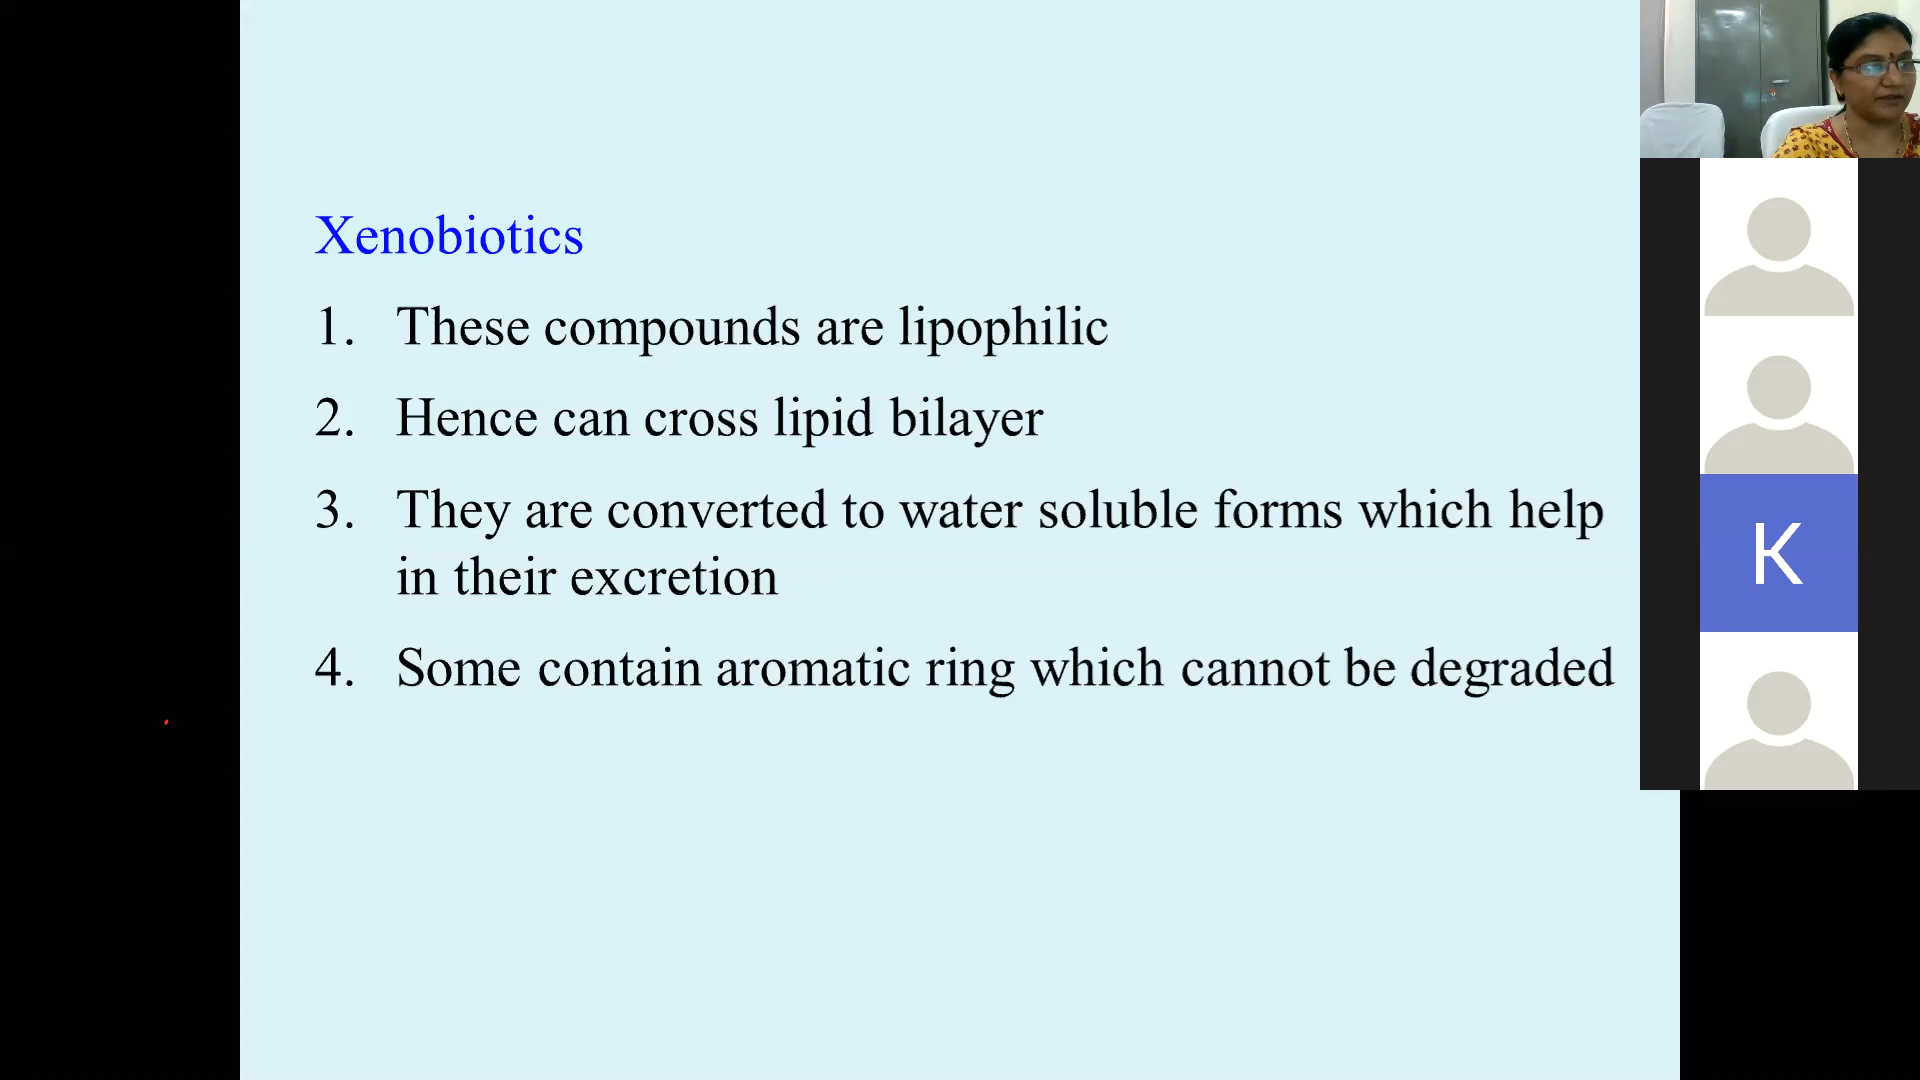 Xenobiotics
1. These compounds are lipophilic
2. Hence can cross lipid bilayer
3. They are converted to water soluble forms which help
in their excretion
4. Some contain aromatic ring which cannot be degraded
K